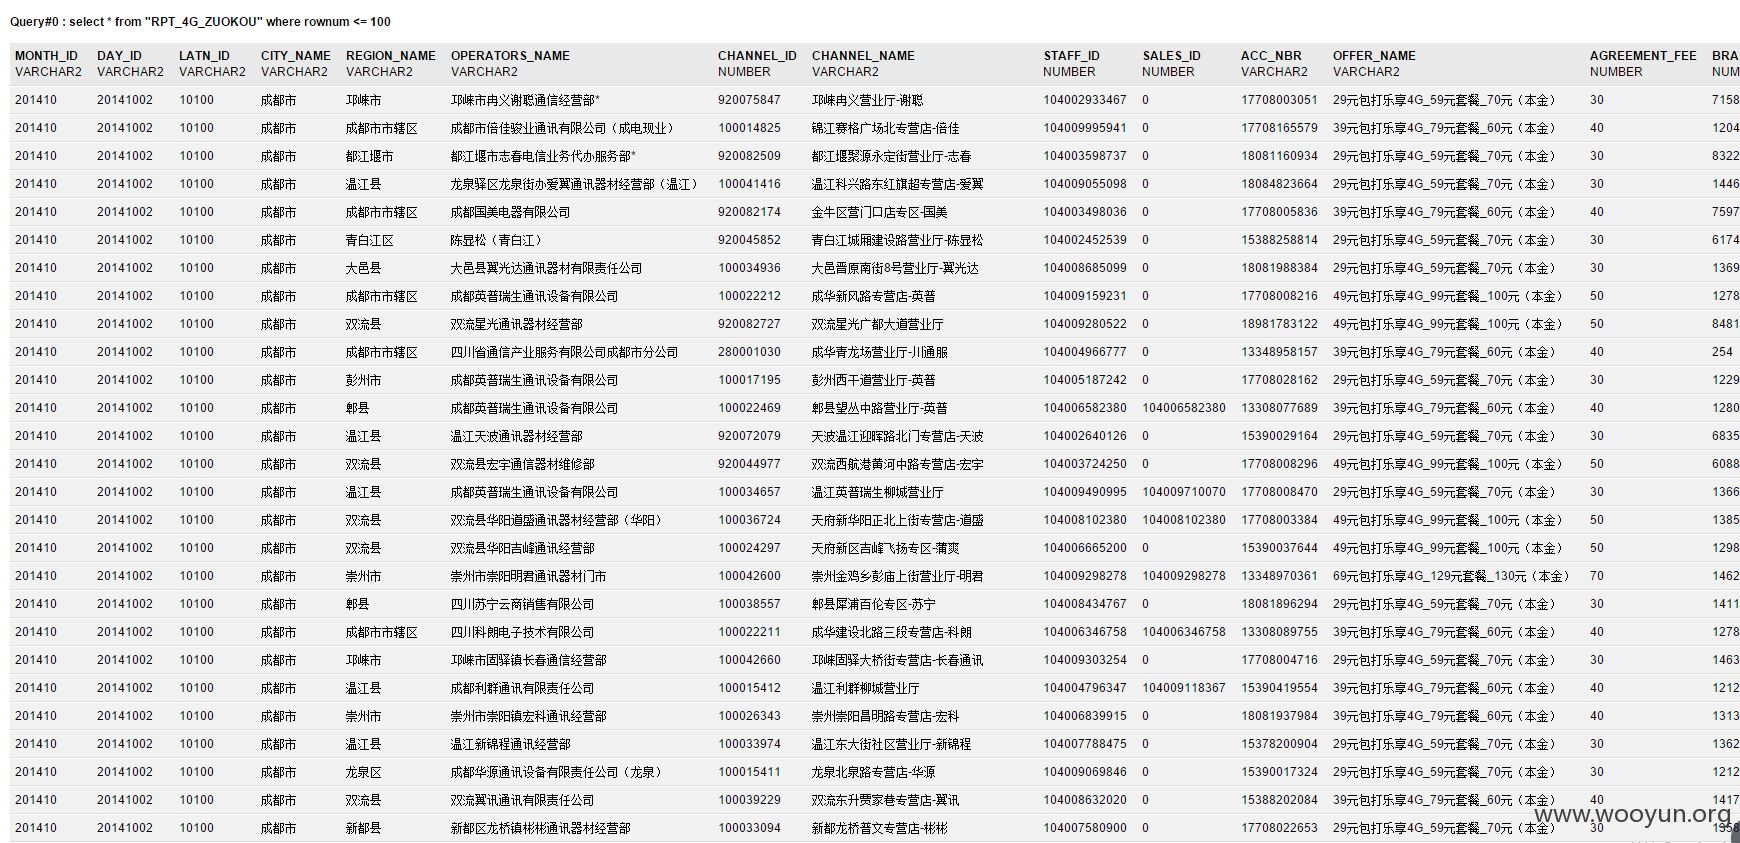 Query#0 : select * from "RPT_4G_ZUOKOU" where rownum <= 100
MONTH_ID DAY_ID LATN_ID CITY_NAME REGION_NAME OPERATORS_NAME CHANNEL_ID CHANNEL_NAME STAFF_ID SALES_ID ACC_NBR OFFER_NAME AGREEMENT_FEE BRA
VARCHAR2 VARCHAR2 VARCHAR2 VARCHAR2 VARCHAR2 VARCHAR2 NUMBER VARCHAR2 NUMBER NUMBER VARCHAR2 VARCHAR2 NUMBER NUM
201410 20141002 10100 成都市 邛崃市 邛崃市冉义谢聪通信经营部* 920075847 邛崃冉义营业厅-谢聪 104002933467 0 17708003051 29元包打乐享4G_59元套餐_70元（本金） 30 7158
201410 20141002 10100 成都市 成都市市辖区 成都市倍佳骏业通讯有限公司（成电现业） 100014825 锦江赛格广场北专营店-倍佳 104009995941 0 17708165579 39元包打乐享4G_79元套餐_60元（本金） 40 1204
201410 20141002 10100 成都市 都江堰市 都江堰市志春电信业务代办服务部* 920082509 都江堰聚源永定街营业厅-志春 104003598737 0 18081160934 29元包打乐享4G_59元套餐_70元（本金） 30 8322
201410 20141002 10100 成都市 温江县 龙泉驿区龙泉街办爱翼通讯器材经营部（温江） 100041416 温江科兴路东红旗超专营店-爱翼 104009055098 0 18084823664 29元包打乐享4G_59元套餐_70元（本金） 30 1446
201410 20141002 10100 成都市 成都市市辖区 成都国美电器有限公司 920082174 金牛区营门口店专区-国美 104003498036 0 17708005836 39元包打乐享4G_79元套餐_60元（本金） 40 7597
201410 20141002 10100 成都市 青白江区 陈显松（青白江） 920045852 青白江城厢建设路营业厅-陈显松 104002452539 0 15388258814 29元包打乐享4G_59元套餐_70元（本金） 30 6174
201410 20141002 10100 成都市 大邑县 大邑县翼光达通讯器材有限责任公司 100034936 大邑晋原南街8号营业厅-翼光达 104008685099 0 18081988384 29元包打乐享4G_59元套餐_70元（本金） 30 1369
201410 20141002 10100 成都市 成都市市辖区 成都英普瑞生通讯设备有限公司 100022212 成华新风路专营店-英普 104009159231 0 17708008216 49元包打乐享4G_99元套餐_100元（本金） 50 1278
201410 20141002 10100 成都市 双流县 双流星光通讯器材经营部 920082727 双流星光广都大道营业厅 104009280522 0 18981783122 49元包打乐享4G_99元套餐_100元（本金） 50 8481
201410 20141002 10100 成都市 成都市市辖区 四川省通信产业服务有限公司成都市分公司 280001030 成华青龙场营业厅-川通服 104004966777 0 13348958157 39元包打乐享4G_79元套餐_60元（本金） 40 254
201410 20141002 10100 成都市 彭州市 成都英普瑞生通讯设备有限公司 100017195 彭州西干道营业厅-英普 104005187242 0 17708028162 29元包打乐享4G_59元套餐_70元（本金） 30 1229
201410 20141002 10100 成都市 郫县 成都英普瑞生通讯设备有限公司 100022469 郫县望丛中路营业厅-英普 104006582380 104006582380 13308077689 39元包打乐享4G_79元套餐_60元（本金） 40 1280
201410 20141002 10100 成都市 温江县 温江天波通讯器材经营部 920072079 天波温江迎晖路北门专营店-天波 104002640126 0 15390029164 29元包打乐享4G_59元套餐_70元（本金） 30 6835
201410 20141002 10100 成都市 双流县 双流县宏宇通信器材维修部 920044977 双流西航港黄河中路专营店-宏宇 104003724250 0 17708008296 49元包打乐享4G_99元套餐_100元（本金） 50 6088
201410 20141002 10100 成都市 温江县 成都英普瑞生通讯设备有限公司 100034657 温江英普瑞生柳城营业厅 104009490995 104009710070 17708008470 29元包打乐享4G_59元套餐_70元（本金） 30 1366
201410 20141002 10100 成都市 双流县 双流县华阳道盛通讯器材经营部（华阳） 100036724 天府新华阳正北上街专营店-道盛 104008102380 104008102380 17708003384 49元包打乐享4G_99元套餐_100元（本金） 50 1385
201410 20141002 10100 成都市 双流县 双流县华阳吉峰通讯经营部 100024297 天府新区吉峰飞扬专区-蒲爽 104006665200 0 15390037644 49元包打乐享4G_99元套餐_100元（本金） 50 1298
201410 20141002 10100 成都市 崇州市 崇州市崇阳明君通讯器材门市 100042600 崇州金鸡乡彭庙上街营业厅-明君 104009298278 104009298278 13348970361 69元包打乐享4G_129元套餐_130元（本金） 70 1462
201410 20141002 10100 成都市 郫县 四川苏宁云商销售有限公司 100038557 郫县犀浦百伦专区-苏宁 104008434767 0 18081896294 29元包打乐享4G_59元套餐_70元（本金） 30 1411
201410 20141002 10100 成都市 成都市市辖区 四川科朗电子技术有限公司 100022211 成华建设北路三段专营店-科朗 104006346758 104006346758 13308089755 39元包打乐享4G_79元套餐_60元（本金） 40 1278
201410 20141002 10100 成都市 邛崃市 邛崃市固驿镇长春通信经营部 100042660 邛崃固驿大桥街专营店-长春通讯 104009303254 0 17708004716 29元包打乐享4G_59元套餐_70元（本金） 30 1463
201410 20141002 10100 成都市 温江县 成都利群通讯有限责任公司 100015412 温江利群柳城营业厅 104004796347 104009118367 15390419554 39元包打乐享4G_79元套餐_60元（本金） 40 1212
201410 20141002 10100 成都市 崇州市 崇州市崇阳镇宏科通讯经营部 100026343 崇州崇阳昌明路专营店-宏科 104006839915 0 18081937984 39元包打乐享4G_79元套餐_60元（本金） 40 1313
201410 20141002 10100 成都市 温江县 温江新锦程通讯经营部 100033974 温江东大街社区营业厅-新锦程 104007788475 0 15378200904 29元包打乐享4G_59元套餐_70元（本金） 30 1362
201410 20141002 10100 成都市 龙泉区 成都华源通讯设备有限责任公司（龙泉） 100015411 龙泉北泉路专营店-华源 104009069846 0 15390017324 29元包打乐享4G_59元套餐_70元（本金） 30 1212
201410 20141002 10100 成都市 双流县 双流翼讯通讯有限责任公司 100039229 双流东升贾家巷专营店-翼讯 104008632020 0 15388202084 39元包打乐享4G_79元套餐_60元（本金） 40 1417
201410 20141002 10100 成都市 新都县 新都区龙桥镇彬彬通讯器材经营部 100033094 新都龙桥普文专营店-彬彬 104007580900 0 17708022653 29元包打乐享4G_59元套餐_70元（本金） 30 1358
www.wooyun.org